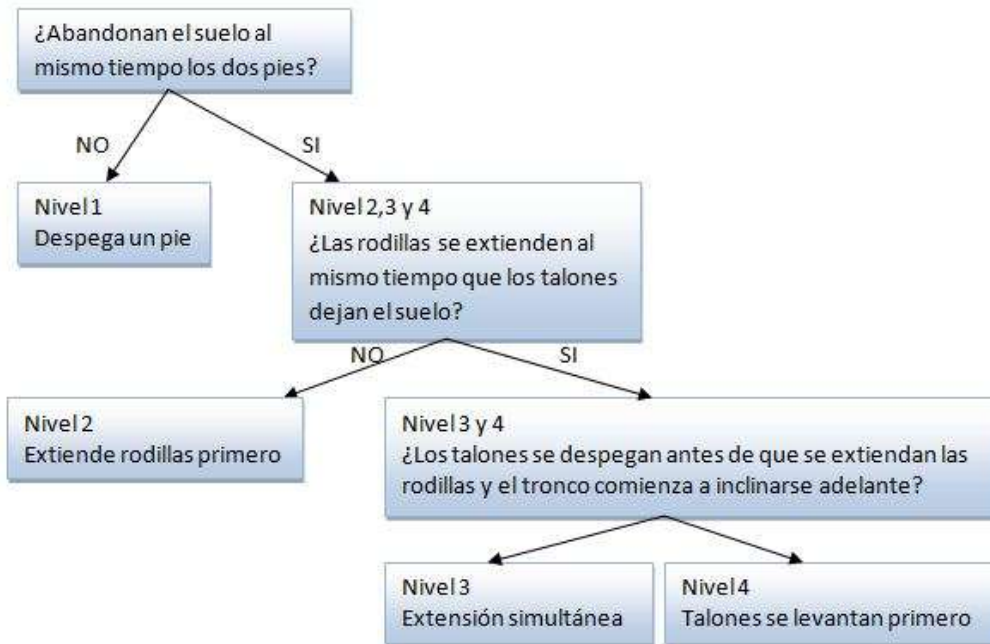 ¿Abandonan el suelo al
mismo tiempo los dos pies?
NO
SI
Nivel 1
Despega un pie
Nivel 2,3 y 4
¿Las rodillas se extienden al
mismo tiempo que los talones
dejan el suelo?
NO
SI
Nivel 2
Extiende rodillas primero
Nivel 3 y 4
¿Los talones se despegan antes de que se extiendan las
rodillas y el tronco comienza a inclinarse adelante?
Nivel 3
Extensión simultánea
Nivel 4
Talones se levantan primero